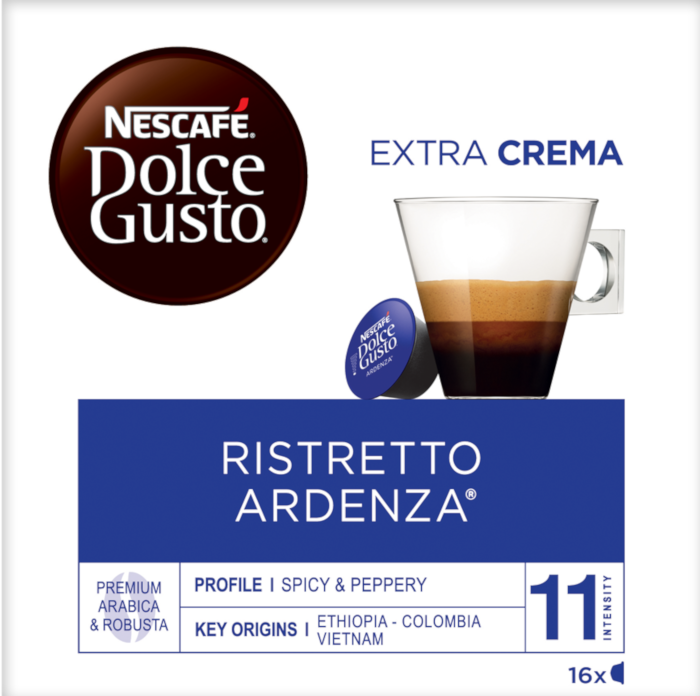 NESCAFÉ®
Dolce
Gusto®
EXTRA CREMA
NESCAFÉ
Dolce
Gusto
ARDENZA®
RISTRETTO
ARDENZA®
PREMIUM
ARABICA
& ROBUSTA
PROFILE I SPICY & PEPPERY
KEY ORIGINS I ETHIOPIA - COLOMBIA
VIETNAM
11
INTENSITY
16x